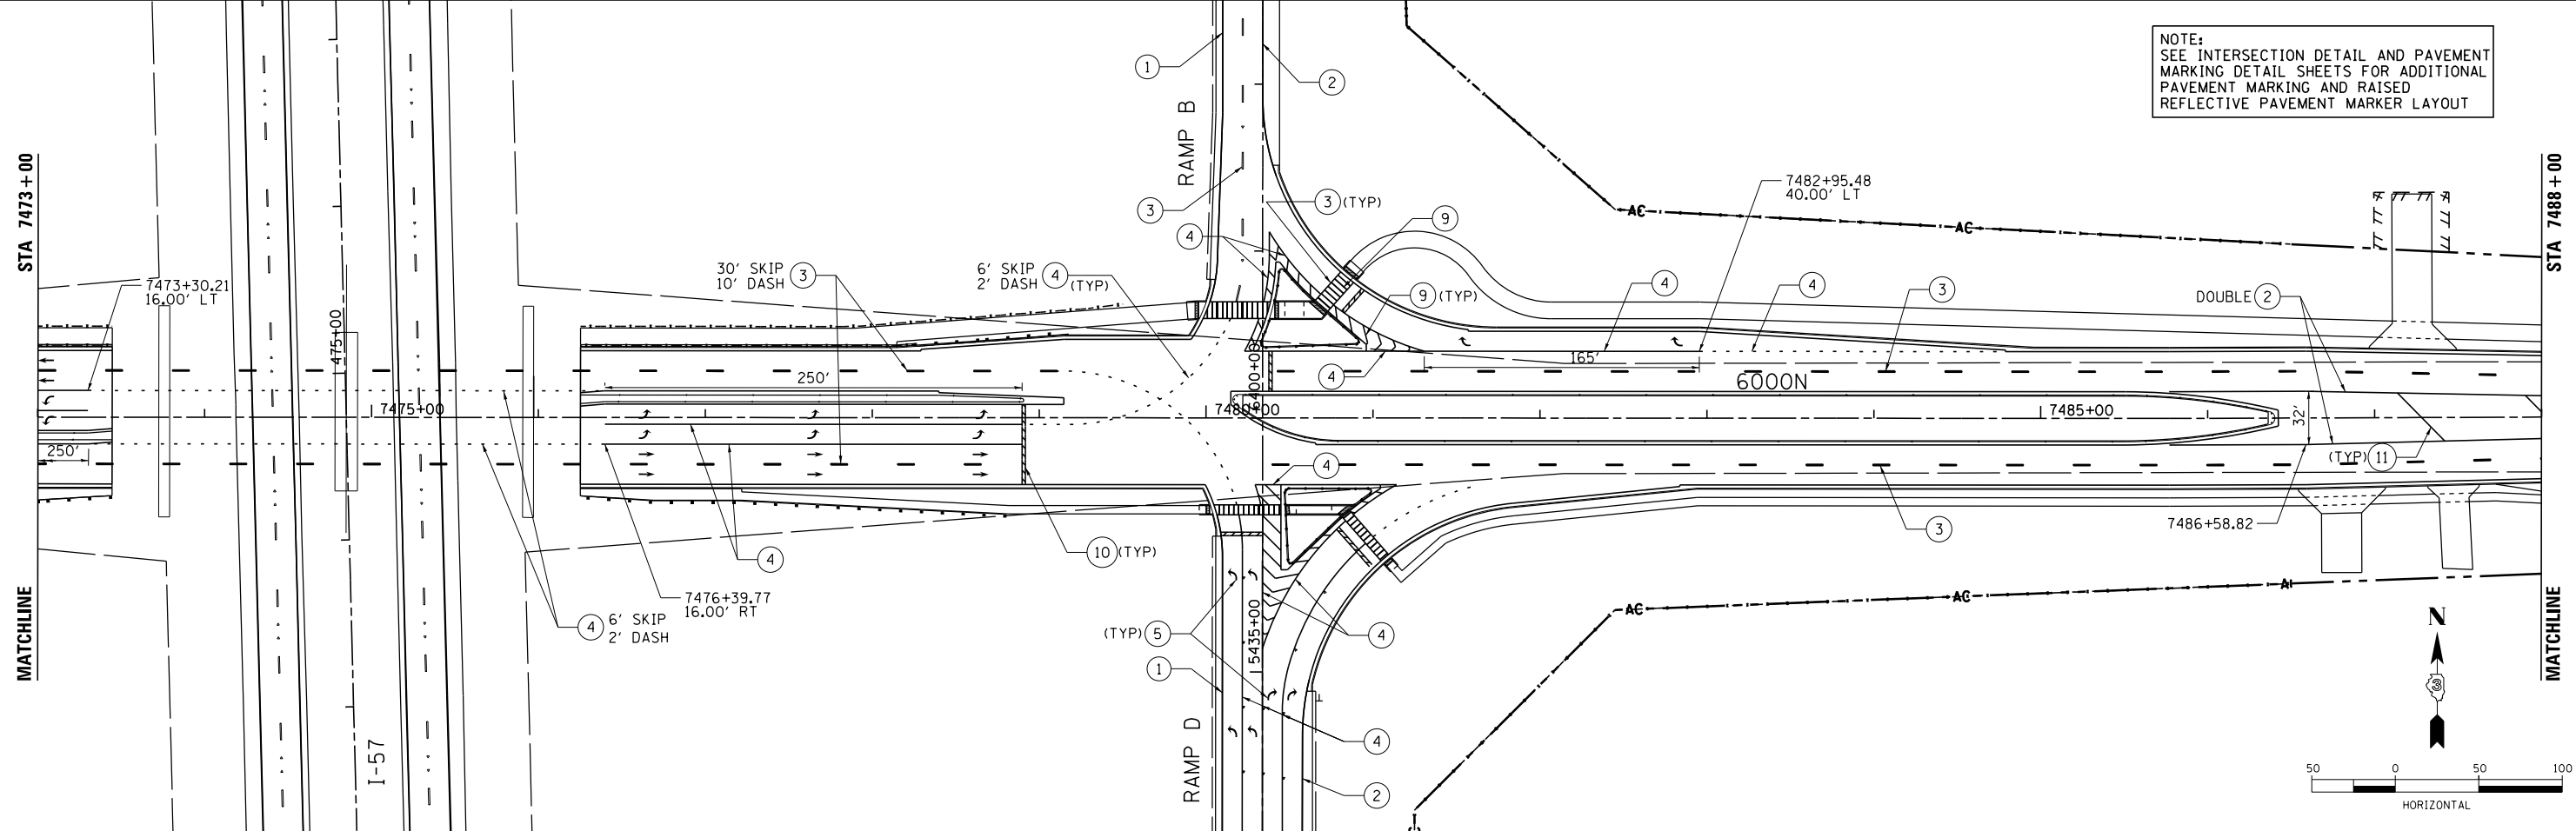 NOTE:
SEE INTERSECTION DETAIL AND PAVEMENT
MARKING DETAIL SHEETS FOR ADDITIONAL
PAVEMENT MARKING AND RAISED
REFLECTIVE PAVEMENT MARKER LAYOUT
STA 7473+00
MATCHLINE
STA 7488+00
MATCHLINE
1
2
RAMP B
3
3 (TYP)
9
4
7482+95.48
40.00' LT
7473+30.21
16.00' LT
30' SKIP
10' DASH
3
6' SKIP
2' DASH
4
(TYP)
9 (TYP)
4
4
3
DOUBLE 2
475+00
250'
6400+00
4
165'
6000N
7475+00
7480+00
7485+00
32'
250'
4
(TYP) 11
3
7486+58.82
10 (TYP)
4
7476+39.77
16.00' RT
4
6' SKIP
2' DASH
(TYP) 5
5435+00
4
1
4
2
RAMP D
I-57
AC
AC
AC
AC
N
3
50
0
50
100
HORIZONTAL